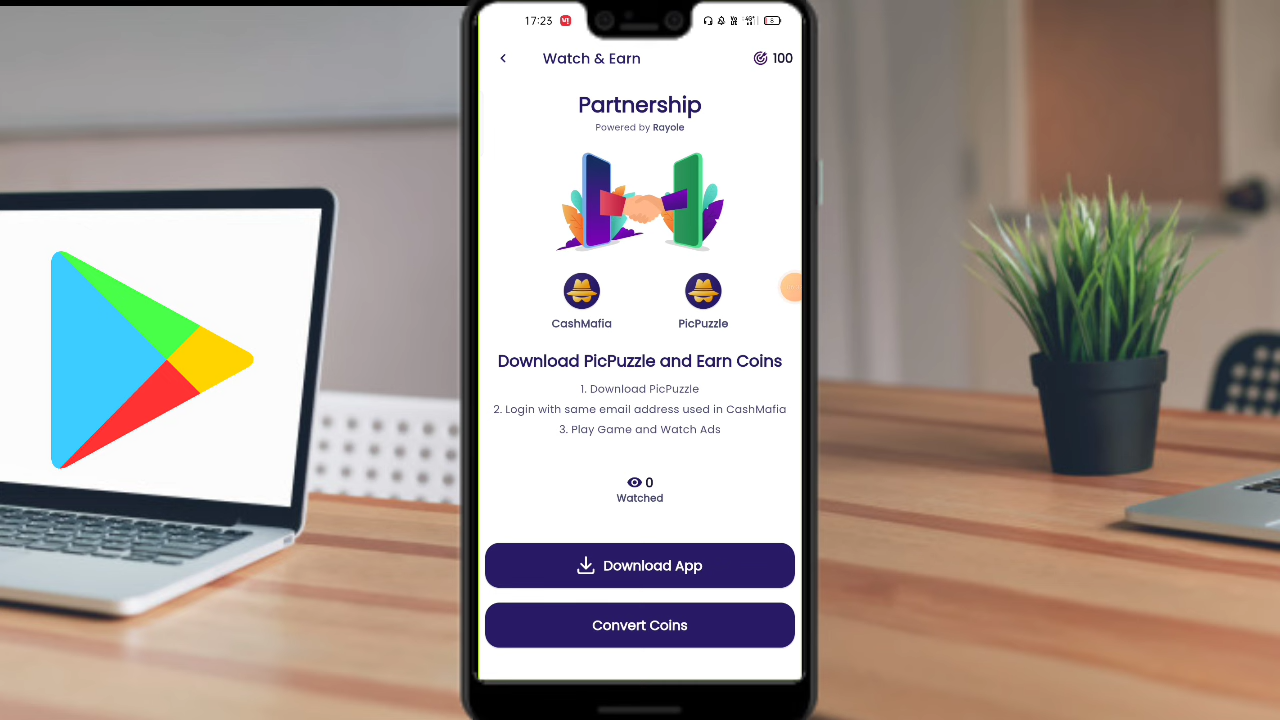 17:23
Watch & Earn
100
Partnership
Powered by Rayole
CashMafia
PicPuzzle
Download PicPuzzle and Earn Coins
1. Download PicPuzzle
2. Login with same email address used in CashMafia
3. Play Game and Watch Ads
0
Watched
Download App
Convert Coins